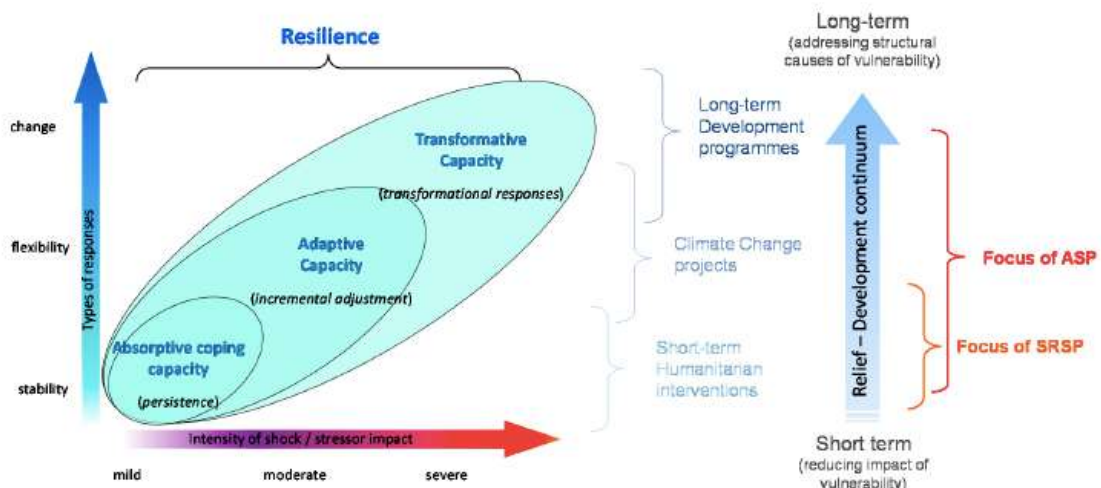 Resilience
Types of responses
change
flexibility
stability
Transformative
Capacity
(transformational responses)
Adaptive
Capacity
(incremental adjustment)
Absorptive coping
capacity
(persistence)
Intensity of shock / stressor impact
mild
moderate
severe
Long-term
Development
programmes
Climate Change
projects
Short-term
Humanitarian
interventions
Long-term
(addressing structural
causes of vulnerability)
Relief – Development continuum
Short term
(reducing impact of
vulnerability)
Focus of ASP
Focus of SRSP